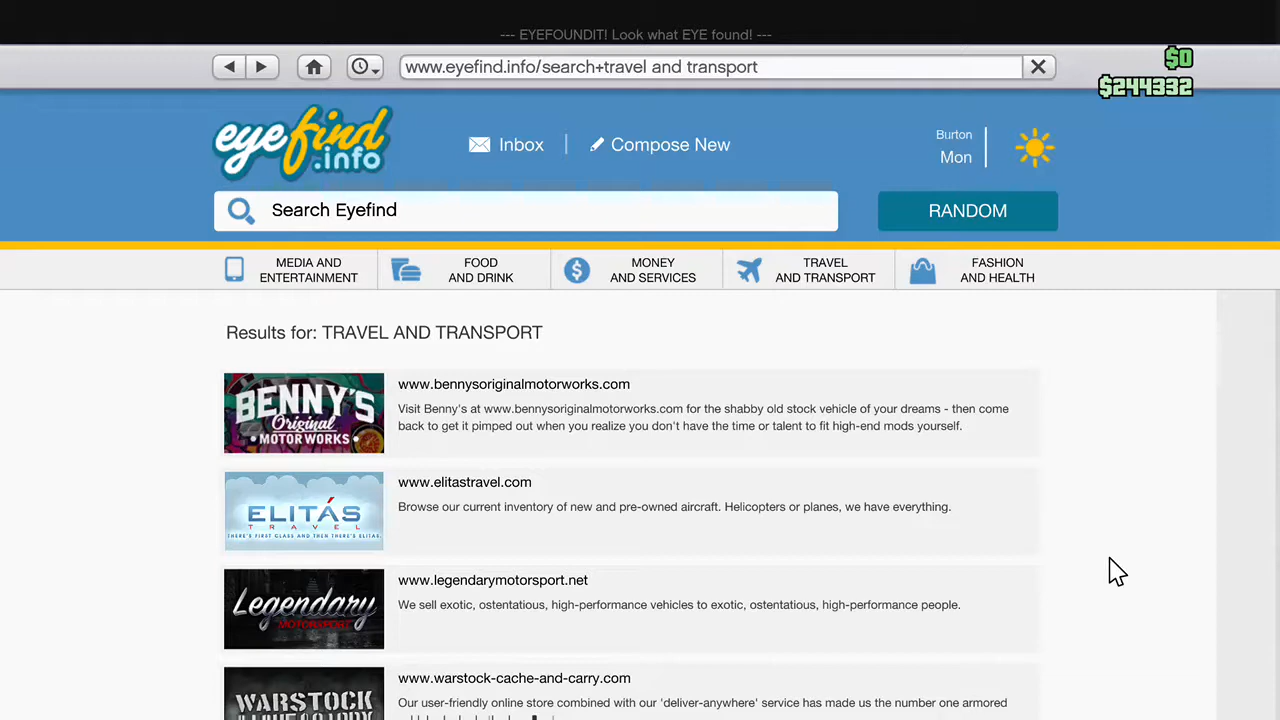 --- EYEFOUNDIT! Look what EYE found! ---
www.eyefind.info/search+travel and transport
$0
$244332
eyefind.info
Inbox
Compose New
Burton
Mon
Search Eyefind
RANDOM
MEDIA AND
ENTERTAINMENT
FOOD
AND DRINK
MONEY
AND SERVICES
TRAVEL
AND TRANSPORT
FASHION
AND HEALTH
Results for: TRAVEL AND TRANSPORT
BENNY'S
Original
MOTOR WORKS
www.bennysoriginalmotorworks.com
Visit Benny's at www.bennysoriginalmotorworks.com for the shabby old stock vehicle of your dreams - then come
back to get it pimped out when you realize you don't have the time or talent to fit high-end mods yourself.
ELITÁS
TRAVEL
THERE'S FIRST CLASS AND THEN THERE'S ELITAS.
www.elitastravel.com
Browse our current inventory of new and pre-owned aircraft. Helicopters or planes, we have everything.
Legendary
MOTORSPORT
www.legendarymotorsport.net
We sell exotic, ostentatious, high-performance vehicles to exotic, ostentatious, high-performance people.
WARSTOCK
www.warstock-cache-and-carry.com
Our user-friendly online store combined with our 'deliver-anywhere' service has made us the number one armored